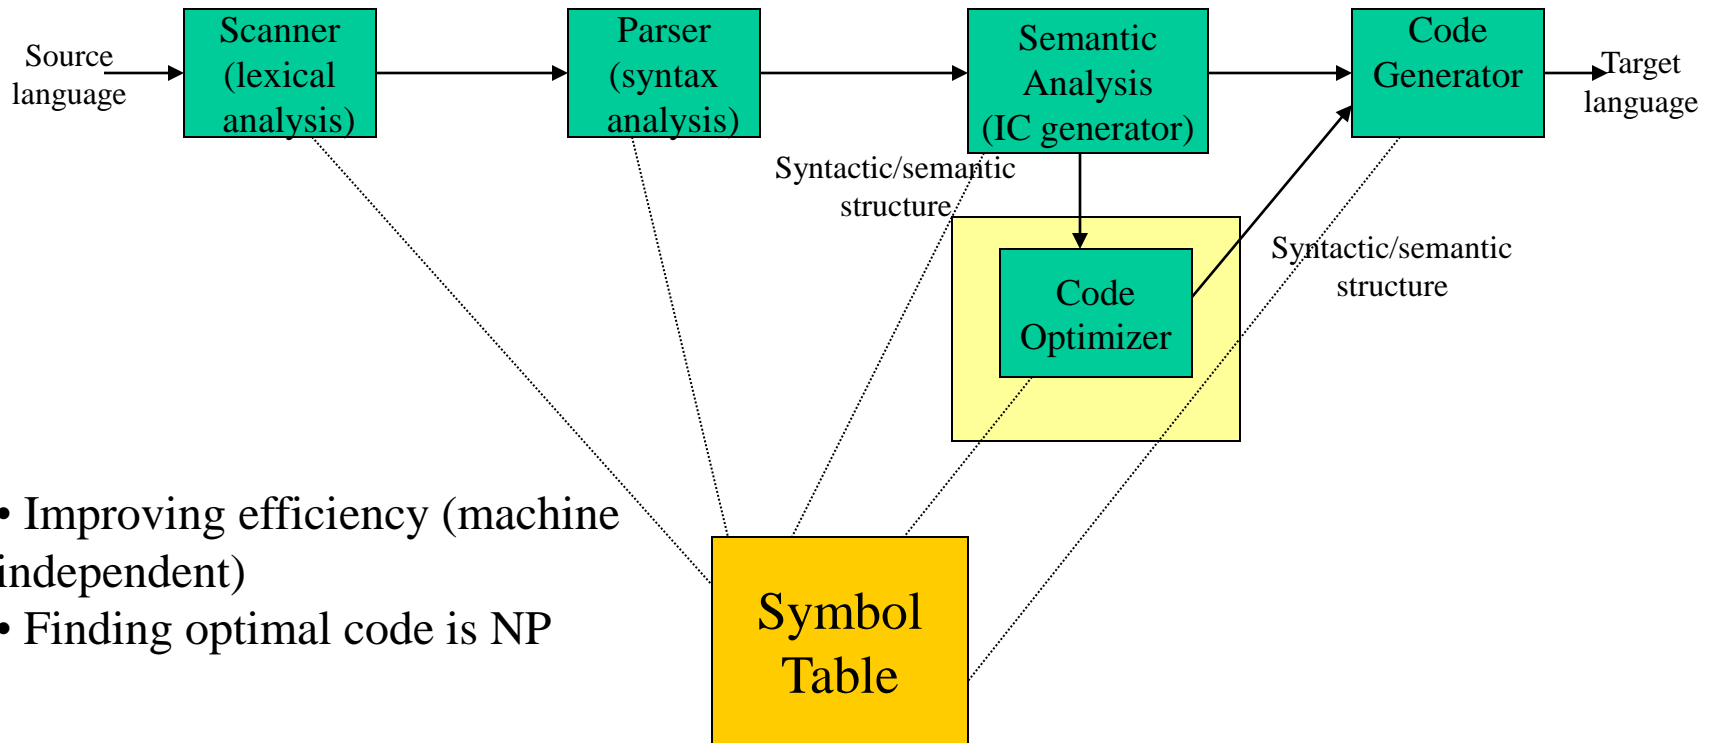 Source
language
Scanner
(lexical
analysis)
Parser
(syntax
analysis)
Semantic
Analysis
(IC generator)
Code
Generator
Target
language
Syntactic/semantic
structure
Code
Optimizer
Syntactic/semantic
structure
• Improving efficiency (machine
independent)
• Finding optimal code is NP
Symbol
Table